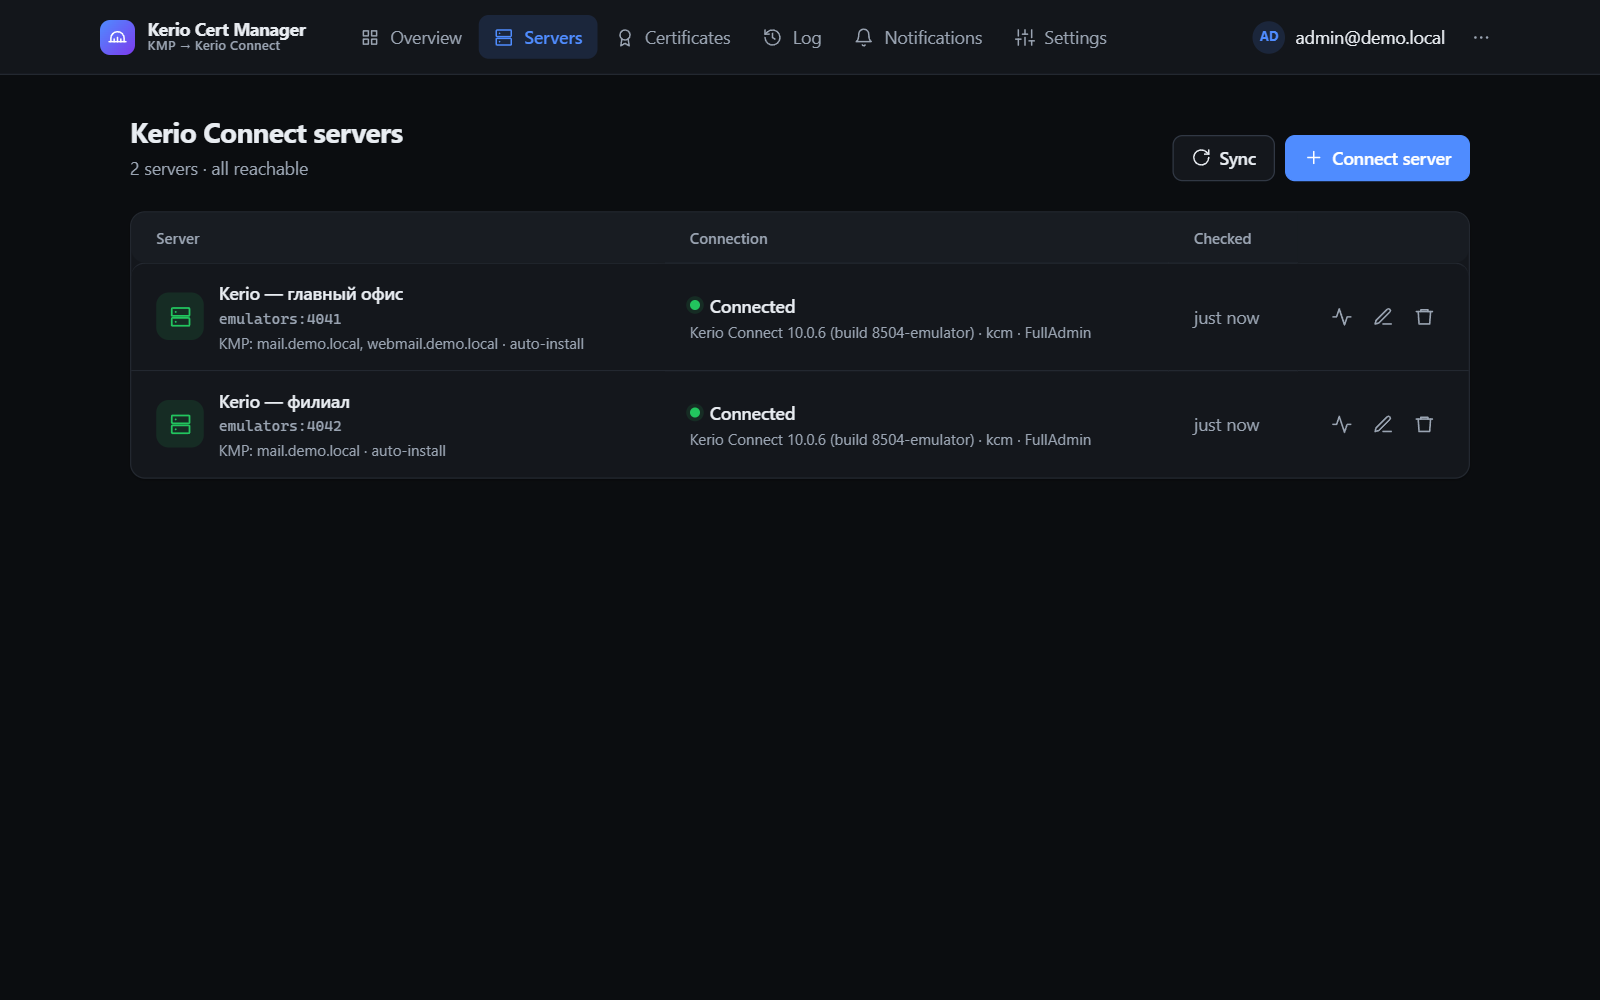 Kerio Cert Manager
KMP → Kerio Connect
Overview
Servers
Certificates
Log
Notifications
Settings
AD
admin@demo.local
Kerio Connect servers
2 servers · all reachable
Sync
Connect server
Server
Connection
Checked
Kerio — главный офис
emulators:4041
KMP: mail.demo.local, webmail.demo.local · auto-install
Connected
Kerio Connect 10.0.6 (build 8504-emulator) · kcm · FullAdmin
just now
Kerio — филиал
emulators:4042
KMP: mail.demo.local · auto-install
Connected
Kerio Connect 10.0.6 (build 8504-emulator) · kcm · FullAdmin
just now